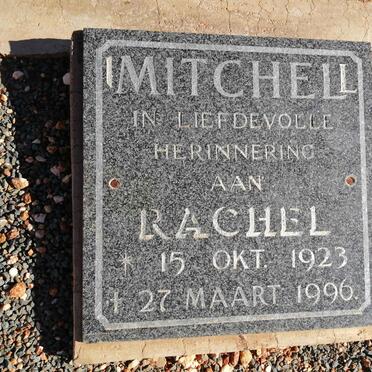 MITCHELL
IN LIEFDEVOLLE
HERINNERING
AAN
RACHEL
* 15 OKT. 1923
† 27 MAART 1996.